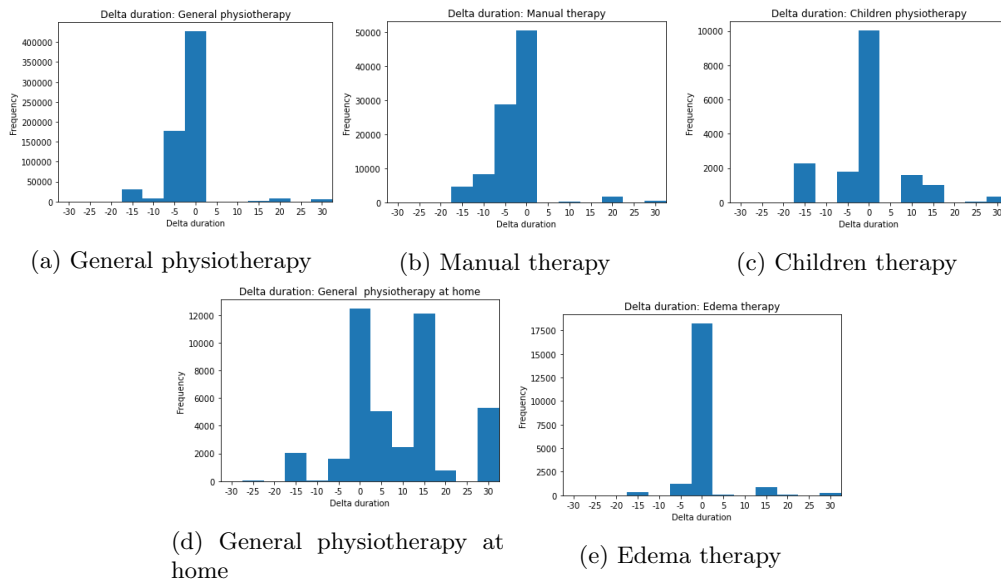 Delta duration: General physiotherapy
Frequency
400000
350000
300000
250000
200000
150000
100000
50000
0
-30 -25 -20 -15 -10 -5 0 5 10 15 20 25 30
Delta duration
(a) General physiotherapy
Delta duration: Manual therapy
Frequency
50000
40000
30000
20000
10000
0
-30 -25 -20 -15 -10 -5 0 5 10 15 20 25 30
Delta duration
(b) Manual therapy
Delta duration: Children physiotherapy
Frequency
10000
8000
6000
4000
2000
0
-30 -25 -20 -15 -10 -5 0 5 10 15 20 25 30
Delta duration
(c) Children therapy
Delta duration: General physiotherapy at home
Frequency
12000
10000
8000
6000
4000
2000
0
-30 -25 -20 -15 -10 -5 0 5 10 15 20 25 30
Delta duration
(d) General physiotherapy at
home
Delta duration: Edema therapy
Frequency
17500
15000
12500
10000
7500
5000
2500
0
-30 -25 -20 -15 -10 -5 0 5 10 15 20 25 30
Delta duration
(e) Edema therapy